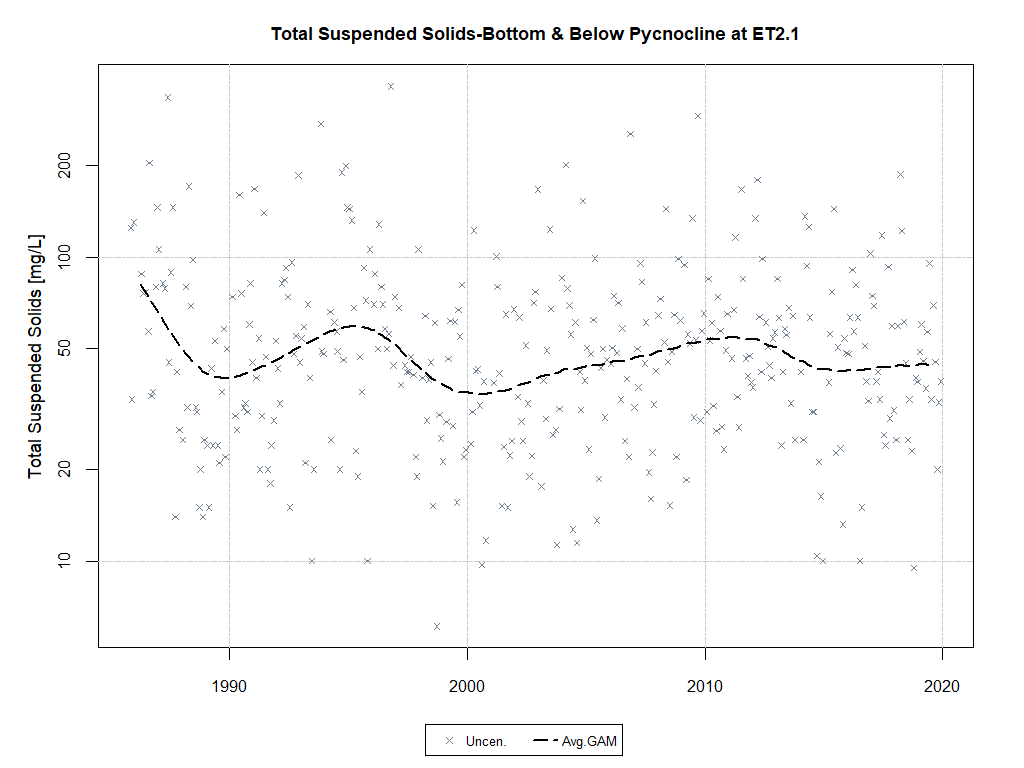 Total Suspended Solids-Bottom & Below Pycnocline at ET2.1
Total Suspended Solids [mg/L]
200
100
50
20
10
1990 2000 2010 2020
Uncen. Avg.GAM